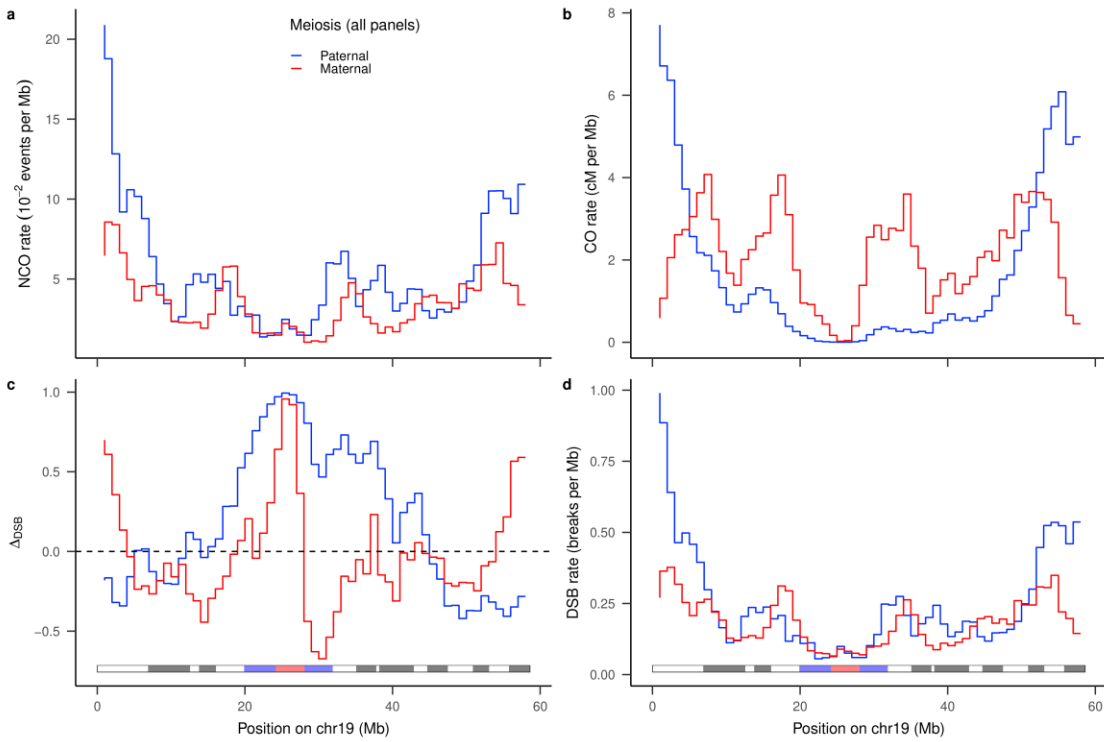 a
Meiosis (all panels)
Paternal
Maternal
NCO rate (10⁻² events per Mb)
20
15
10
5
b
CO rate (cM per Mb)
8
6
4
2
0
c
Δ_DSB
1.0
0.5
0.0
−0.5
0
20
40
60
Position on chr19 (Mb)
d
DSB rate (breaks per Mb)
1.00
0.75
0.50
0.25
0.00
0
20
40
60
Position on chr19 (Mb)